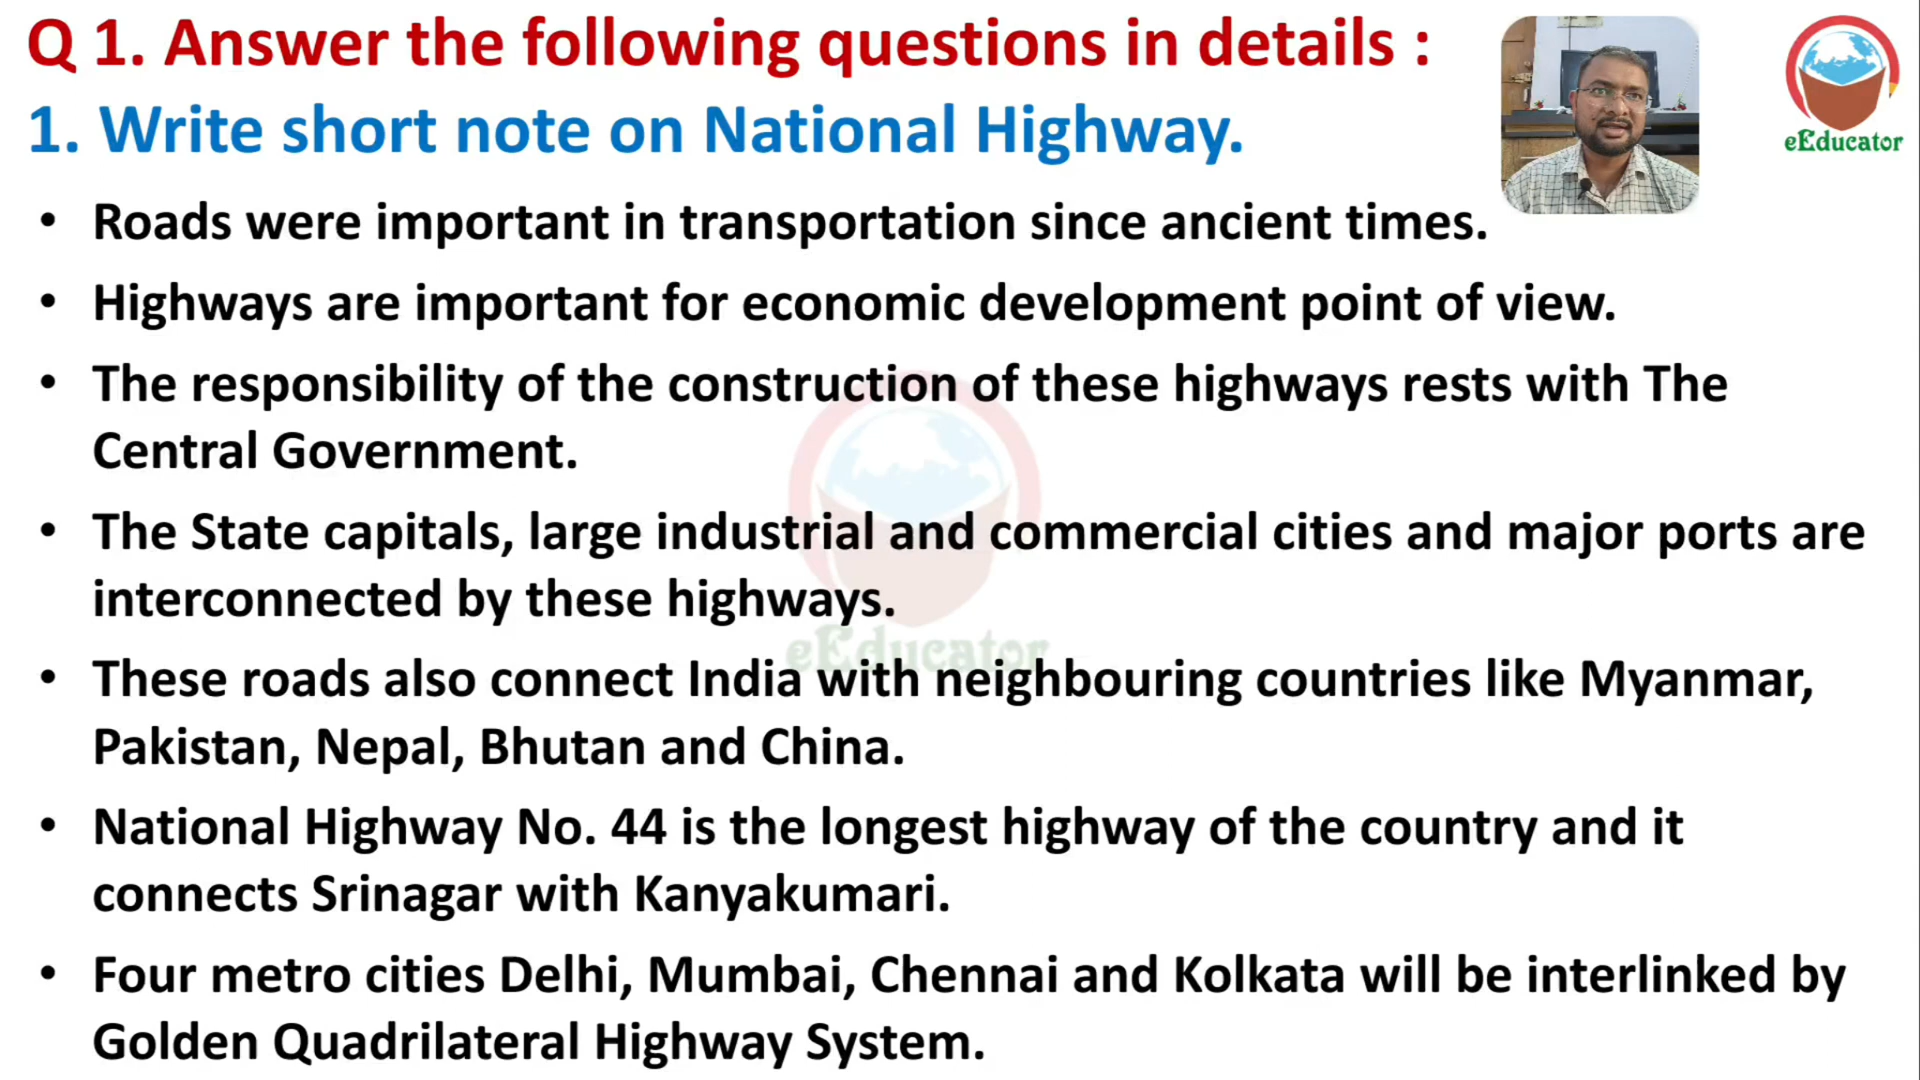 Q 1. Answer the following questions in details :
eEducator
1. Write short note on National Highway.
• Roads were important in transportation since ancient times.
• Highways are important for economic development point of view.
• The responsibility of the construction of these highways rests with The
Central Government.
• The State capitals, large industrial and commercial cities and major ports are
interconnected by these highways.
eEducator
• These roads also connect India with neighbouring countries like Myanmar,
Pakistan, Nepal, Bhutan and China.
• National Highway No. 44 is the longest highway of the country and it
connects Srinagar with Kanyakumari.
• Four metro cities Delhi, Mumbai, Chennai and Kolkata will be interlinked by
Golden Quadrilateral Highway System.